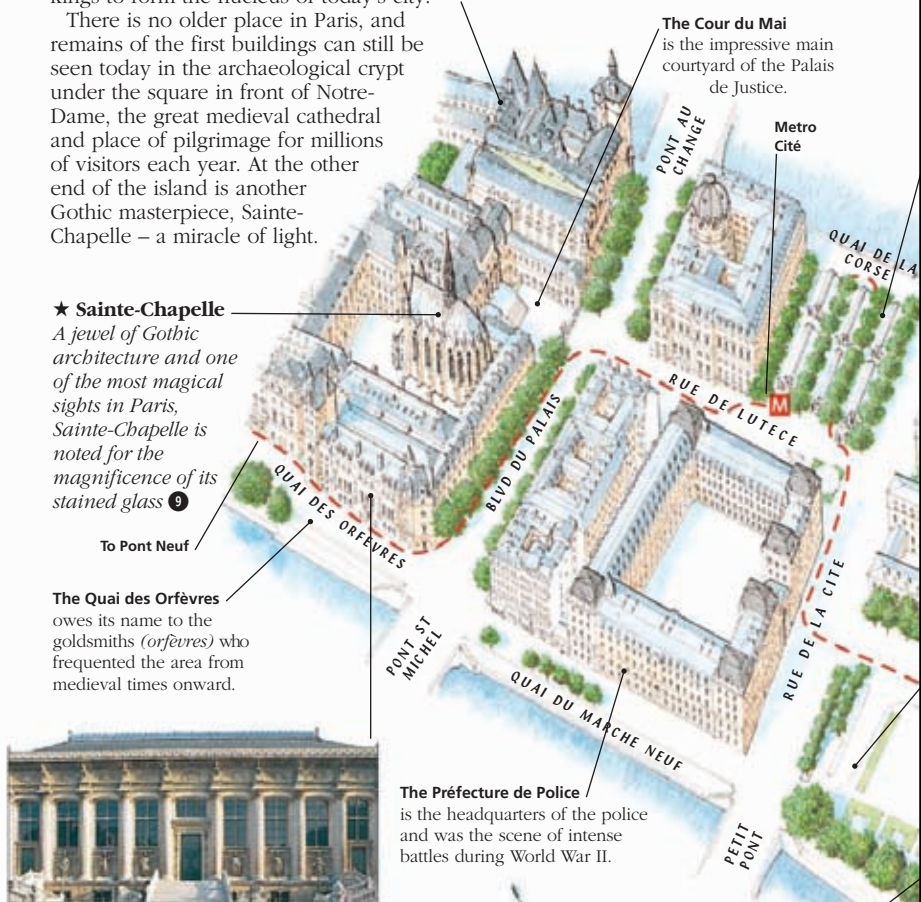 kings to form the nucleus of today's city.
There is no older place in Paris, and
remains of the first buildings can still be
seen today in the archaeological crypt
under the square in front of Notre-
Dame, the great medieval cathedral
and place of pilgrimage for millions
of visitors each year. At the other
end of the island is another
Gothic masterpiece, Sainte-
Chapelle – a miracle of light.
The Cour du Mai
is the impressive main
courtyard of the Palais
de Justice.
Metro
Cité
PONT AU
CHANGE
QUAI DE LA
CORSE
★ Sainte-Chapelle
A jewel of Gothic
architecture and one
of the most magical
sights in Paris,
Sainte-Chapelle is
noted for the
magnificence of its
stained glass 9
RUE DE LUTECE
M
BLVD DU PALAIS
QUAI DES ORFEVRES
To Pont Neuf
The Quai des Orfèvres
owes its name to the
goldsmiths (orfèvres) who
frequented the area from
medieval times onward.
PONT ST
MICHEL
RUE DE LA CITE
QUAI DU MARCHE NEUF
The Préfecture de Police
is the headquarters of the police
and was the scene of intense
battles during World War II.
PETIT
PONT